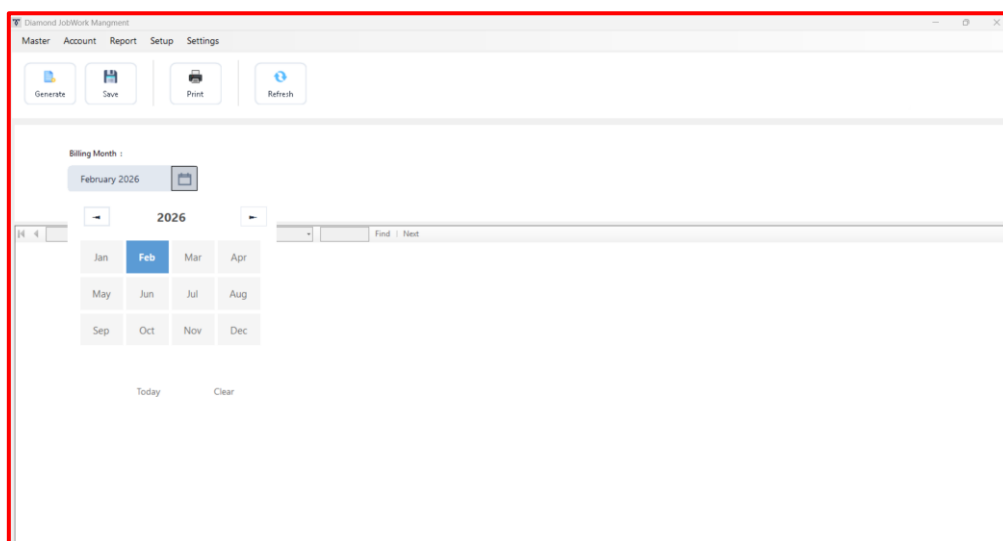 Diamond JobWork Mangment
Master Account Report Setup Settings
Generate Save Print Refresh
Billing Month :
February 2026
2026
Find | Next
Jan Feb Mar Apr
May Jun Jul Aug
Sep Oct Nov Dec
Today Clear